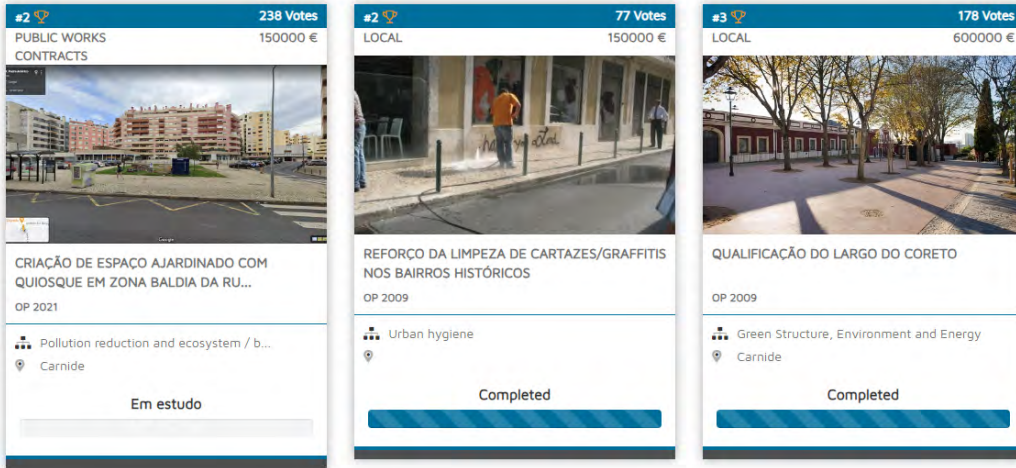 #2
238 Votes
PUBLIC WORKS
CONTRACTS
150000 €
CRIAÇÃO DE ESPAÇO AJARDINADO COM
QUIOSQUE EM ZONA BALDIA DA RU...
OP 2021
Pollution reduction and ecosystem / b...
Carnide
Em estudo
#2
77 Votes
LOCAL
150000 €
REFORÇO DA LIMPEZA DE CARTAZES/GRAFFITIS
NOS BAIRROS HISTÓRICOS
OP 2009
Urban hygiene
Completed
#3
178 Votes
LOCAL
600000 €
QUALIFICAÇÃO DO LARGO DO CORETO
OP 2009
Green Structure, Environment and Energy
Carnide
Completed